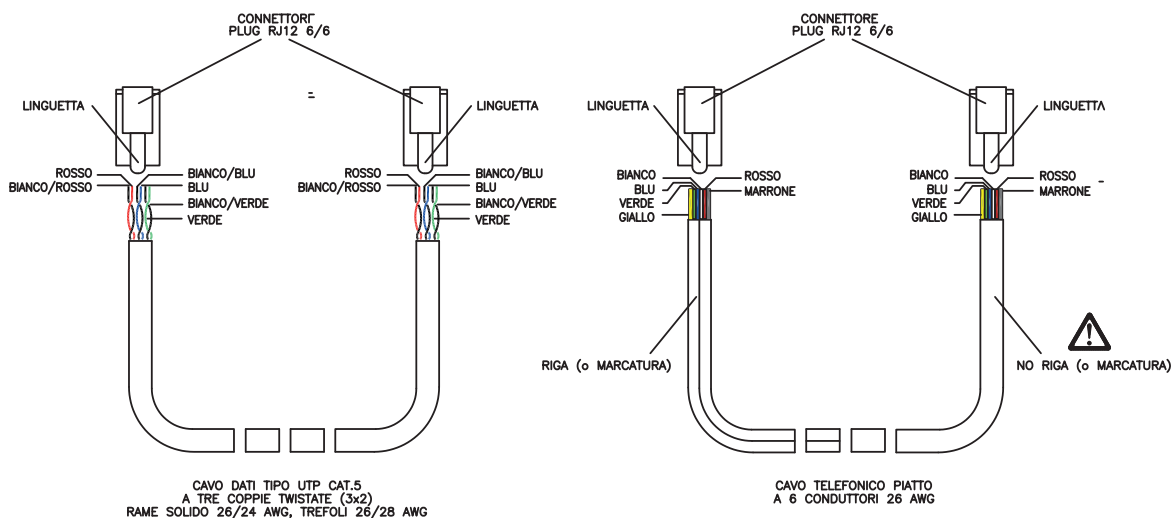 CONNETTORI
PLUG RJ12 6/6
LINGUETTA
LINGUETTA
ROSSO
BIANCO/ROSSO
BIANCO/BLU
BLU
BIANCO/VERDE
VERDE
ROSSO
BIANCO/ROSSO
BIANCO/BLU
BLU
BIANCO/VERDE
VERDE
CAVO DATI TIPO UTP CAT.5
A TRE COPPIE TWISTATE (3x2)
RAME SOLIDO 26/24 AWG, TREFOLI 26/28 AWG
CONNETTORE
PLUG RJ12 6/6
LINGUETTA
LINGUETTA
BIANCO
BLU
VERDE
GIALLO
ROSSO
MARRONE
BIANCO
BLU
VERDE
GIALLO
ROSSO
MARRONE
RIGA (o MARCATURA)
NO RIGA (o MARCATURA)
CAVO TELEFONICO PIATTO
A 6 CONDUTTORI 26 AWG